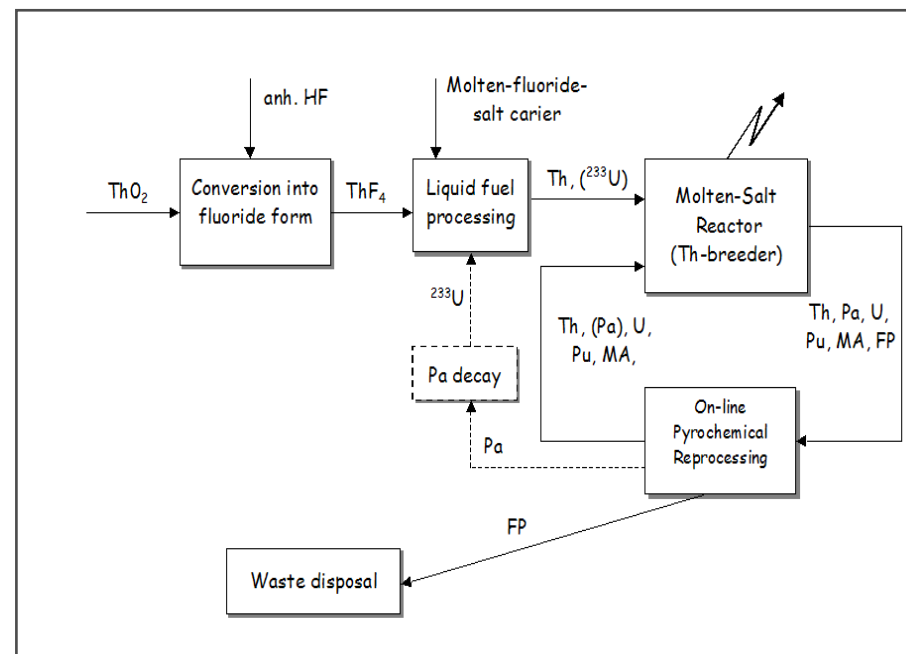 anh. HF
Molten-fluoride-
salt carier
ThO₂
Conversion into
fluoride form
ThF₄
Liquid fuel
processing
Th, (²³³U)
Molten-Salt
Reactor
(Th-breeder)
²³³U
Th, (Pa), U,
Pu, MA,
Th, Pa, U,
Pu, MA, FP
Pa decay
Pa
On-line
Pyrochemical
Reprocessing
FP
Waste disposal